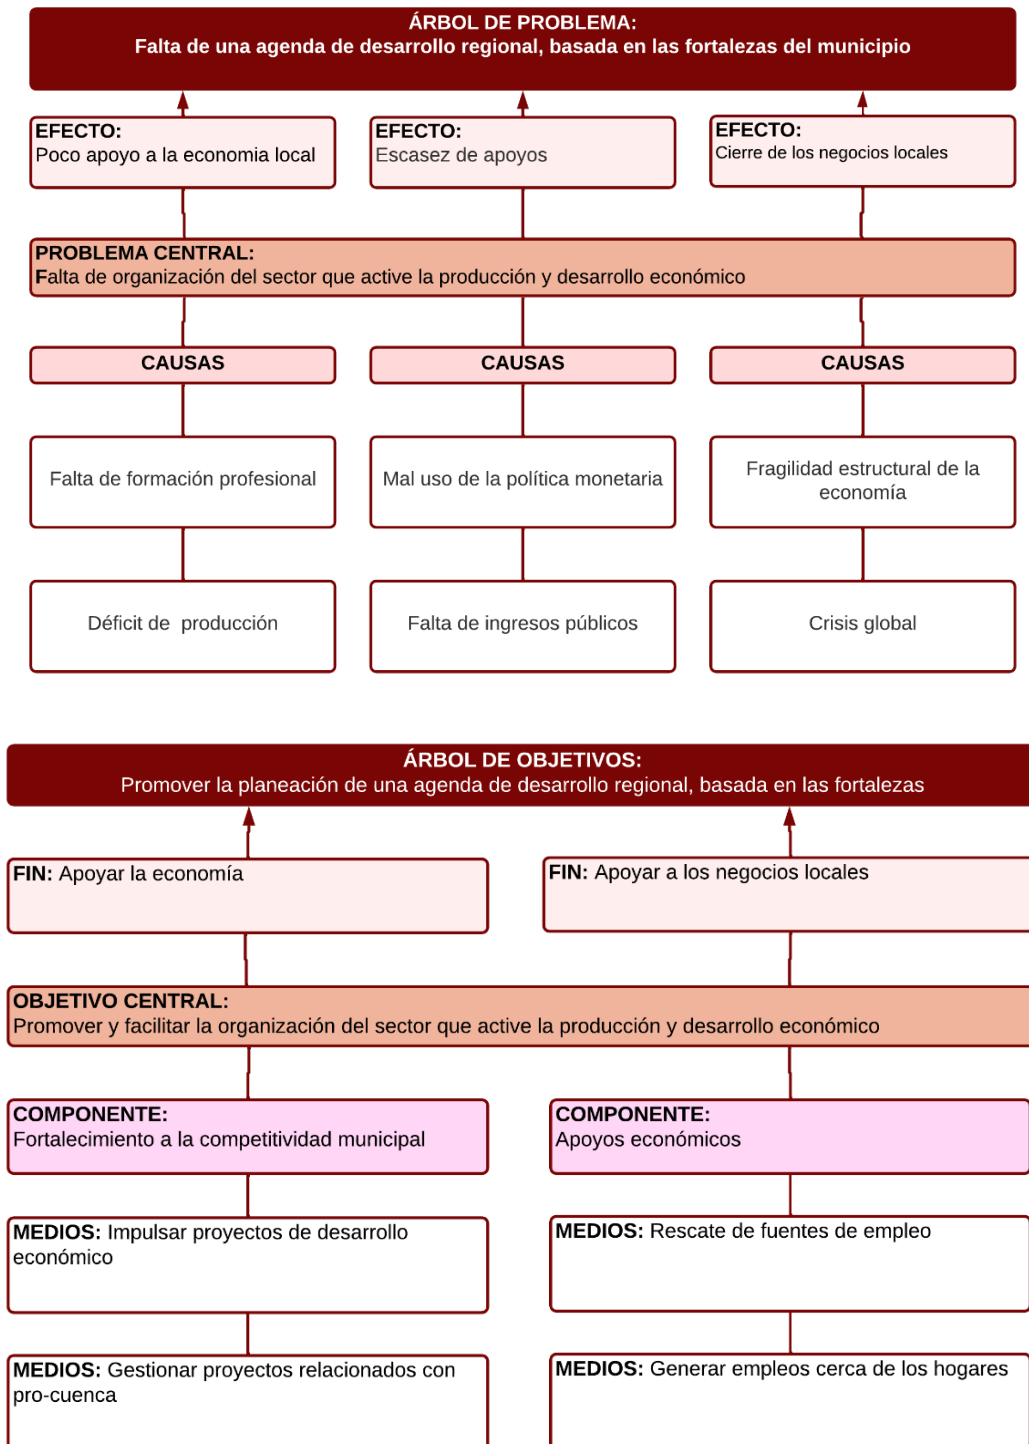 ÁRBOL DE PROBLEMA:
Falta de una agenda de desarrollo regional, basada en las fortalezas del municipio
EFECTO:
Poco apoyo a la economia local
EFECTO:
Escasez de apoyos
EFECTO:
Cierre de los negocios locales
PROBLEMA CENTRAL:
Falta de organización del sector que active la producción y desarrollo económico
CAUSAS
CAUSAS
CAUSAS
Falta de formación profesional
Mal uso de la política monetaria
Fragilidad estructural de la
economía
Déficit de producción
Falta de ingresos públicos
Crisis global
ÁRBOL DE OBJETIVOS:
Promover la planeación de una agenda de desarrollo regional, basada en las fortalezas
FIN: Apoyar la economía
FIN: Apoyar a los negocios locales
OBJETIVO CENTRAL:
Promover y facilitar la organización del sector que active la producción y desarrollo económico
COMPONENTE:
Fortalecimiento a la competitividad municipal
COMPONENTE:
Apoyos económicos
MEDIOS: Impulsar proyectos de desarrollo
económico
MEDIOS: Rescate de fuentes de empleo
MEDIOS: Gestionar proyectos relacionados con
pro-cuenca
MEDIOS: Generar empleos cerca de los hogares